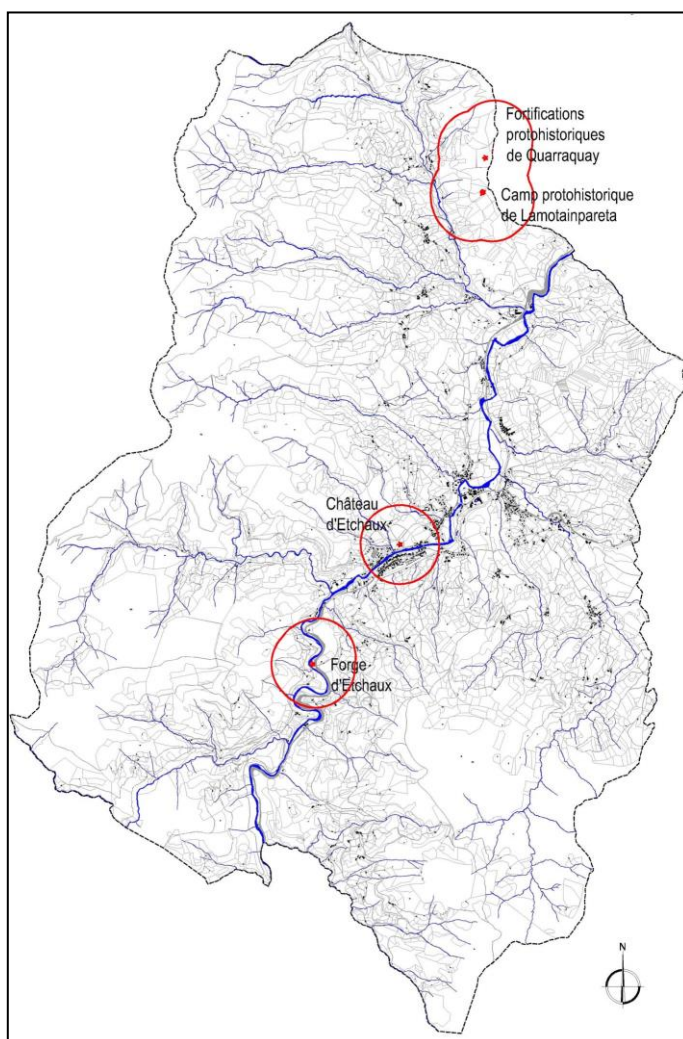 Fortifications
protohistoriques
de Quarraquay
Camp protohistorique
de Lamotainpareta
Château
d'Etchaux
Forge
d'Etchaux
N